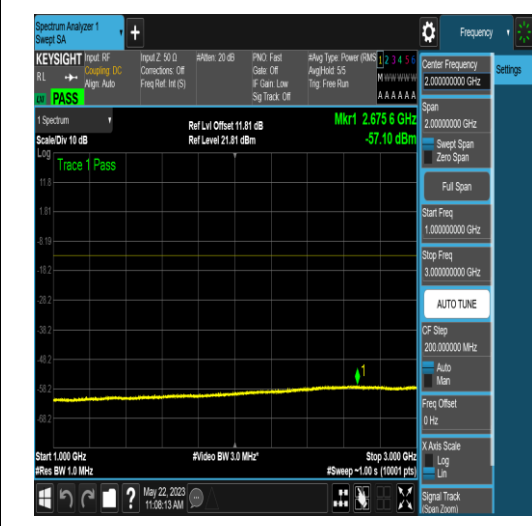 Spectrum Analyzer 1
Swept SA
Frequency
KEYSIGHT
Input: RF
Coupling: DC
Align: Auto
Input Z: 50 Ω
Corrections: Off
Freq Ref: Int (S)
#Atten: 20 dB
PNO: Fast
Gate: Off
IF Gain: Low
Sig Track: Off
#Avg Type: Power (RMS
Avg|Hold: 5/5
Trig: Free Run
1 2 3 4 5 6
M W W W W W
A A A A A A
RL
PASS
1 Spectrum
Scale/Div 10 dB
Ref Lvl Offset 11.81 dB
Ref Level 21.81 dBm
Mkr1 2.675 6 GHz
-57.10 dBm
Log
Trace 1 Pass
11.8
1.81
-8.19
-18.2
-28.2
-38.2
-48.2
-58.2
-68.2
1
Start 1.000 GHz
#Res BW 1.0 MHz
#Video BW 3.0 MHz*
Stop 3.000 GHz
#Sweep ~1.00 s (10001 pts)
May 22, 2023
11:08:13 AM
?
Center Frequency
2.000000000 GHz
Settings
Span
2.00000000 GHz
Swept Span
Zero Span
Full Span
Start Freq
1.000000000 GHz
Stop Freq
3.000000000 GHz
AUTO TUNE
CF Step
200.000000 MHz
Auto
Man
Freq Offset
0 Hz
X Axis Scale
Log
Lin
Signal Track
(Span Zoom)